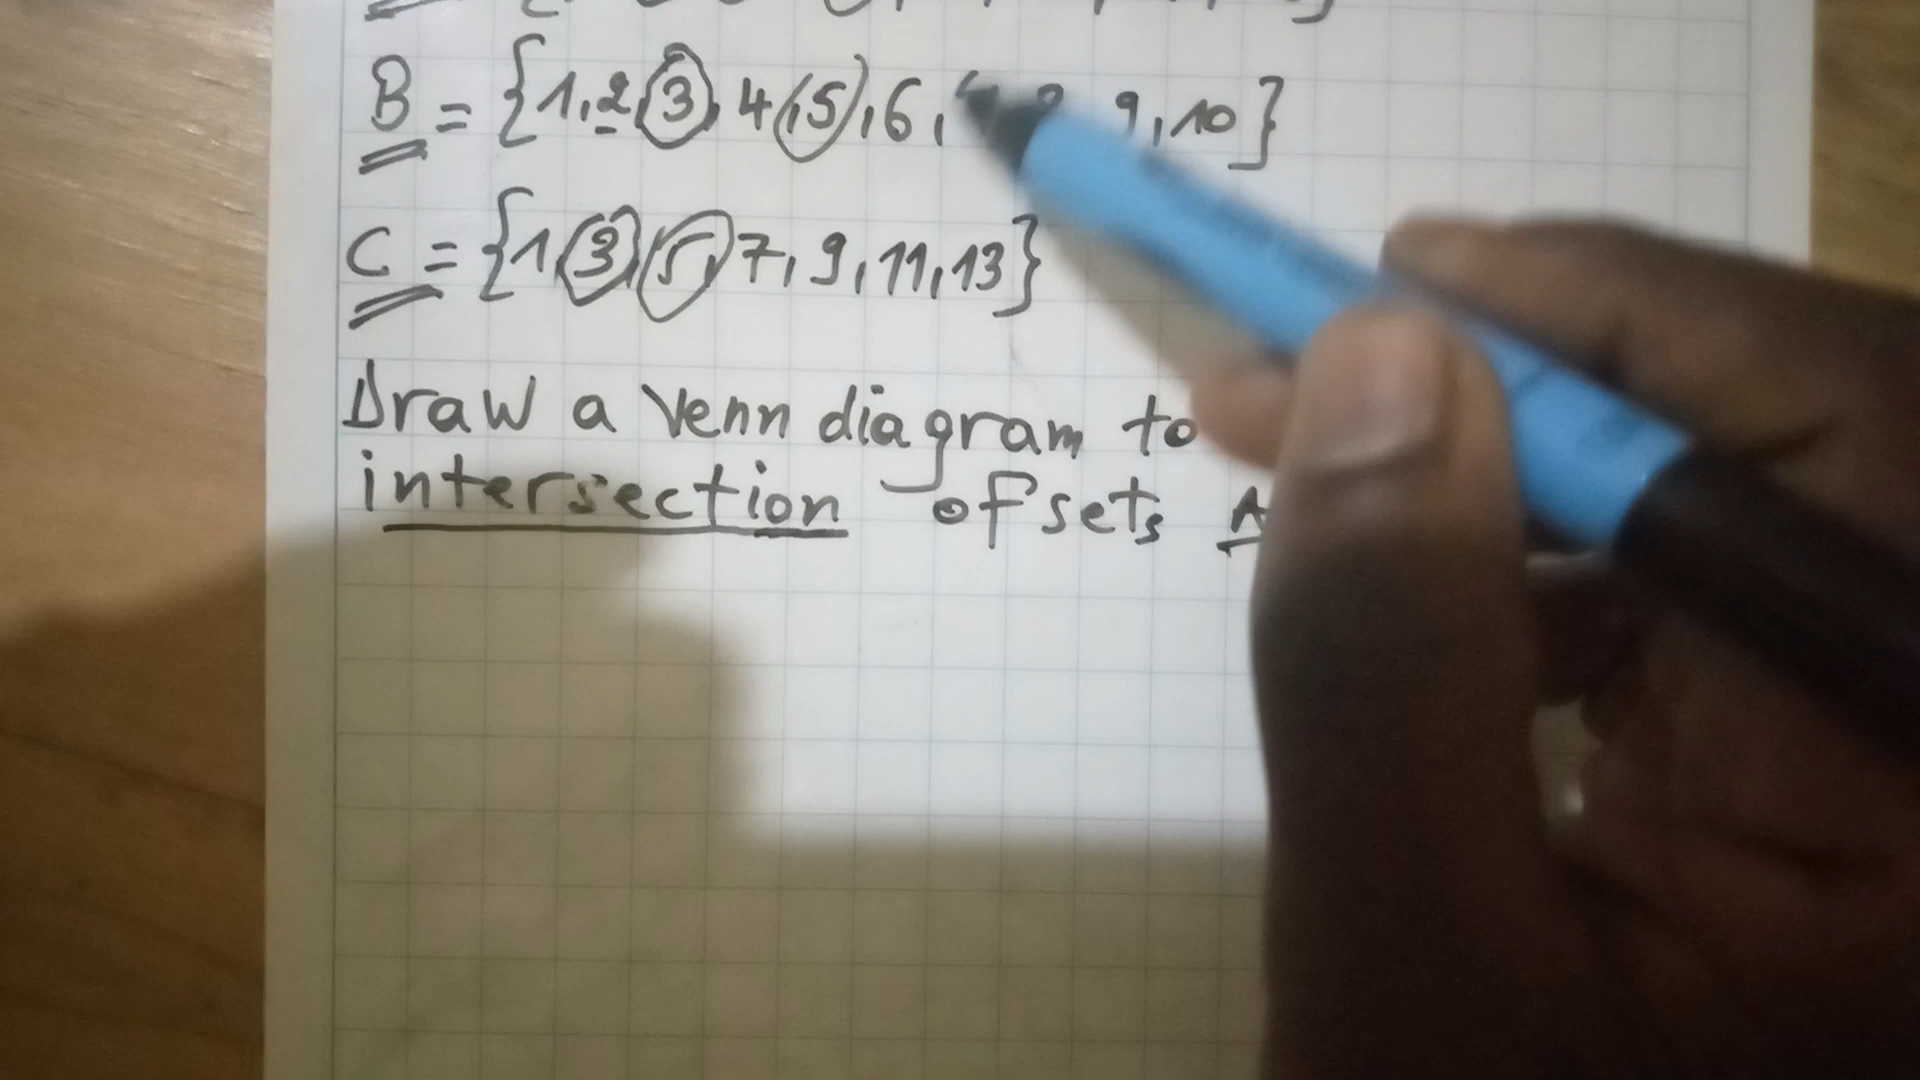 B = {1, 2, 3, 4, 5, 6, 9, 10}
C = {1, 3, 5, 7, 9, 11, 13}
Draw a Venn diagram to
intersection of sets A